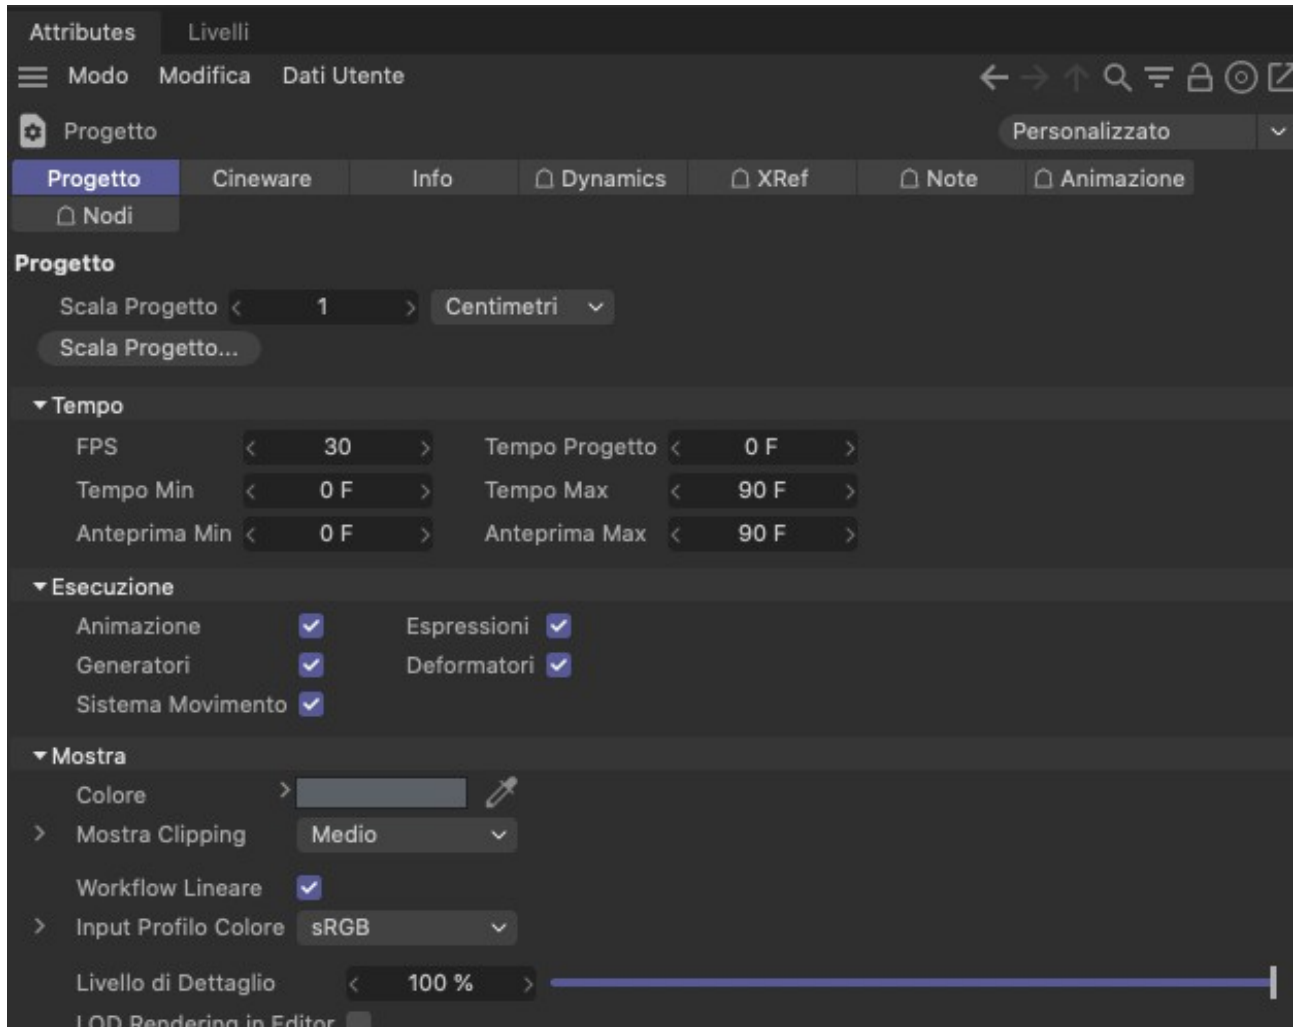 Attributes Livelli
Modo Modifica Dati Utente
Progetto Personalizzato
Progetto Cineware Info Dynamics XRef Note Animazione
Nodi
Progetto
Scala Progetto 1 Centimetri
Scala Progetto...
Tempo
FPS 30 Tempo Progetto 0 F
Tempo Min 0 F Tempo Max 90 F
Anteprima Min 0 F Anteprima Max 90 F
Esecuzione
Animazione Espressioni
Generatori Deformatori
Sistema Movimento
Mostra
Colore
Mostra Clipping Medio
Workflow Lineare
Input Profilo Colore sRGB
Livello di Dettaglio 100 %
LOD Rendering in Editor